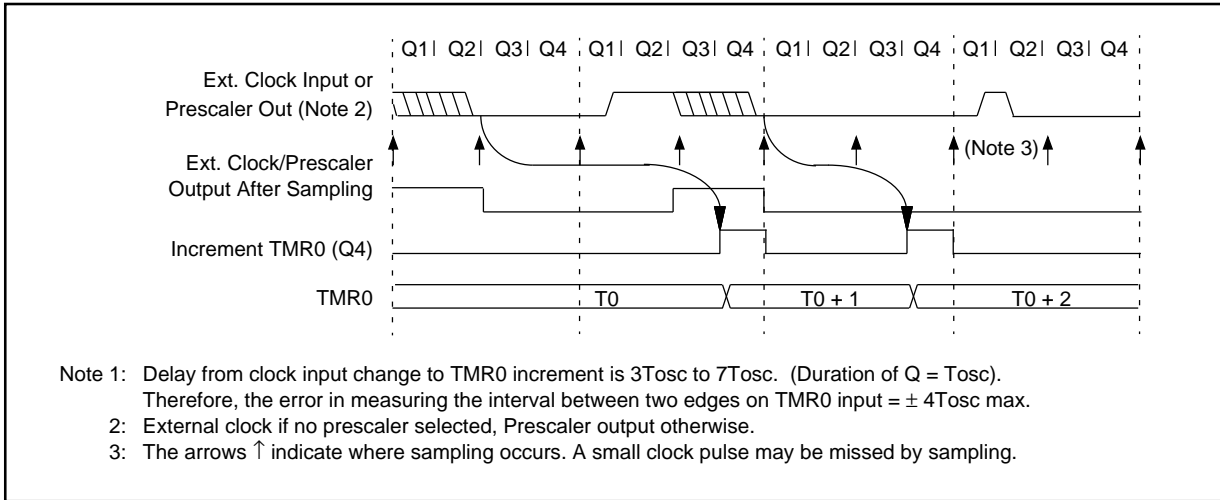 Q1| Q2| Q3| Q4 Q1| Q2| Q3| Q4 Q1| Q2| Q3| Q4 Q1| Q2| Q3| Q4
Ext. Clock Input or
Prescaler Out (Note 2)
(Note 3)
Ext. Clock/Prescaler
Output After Sampling
Increment TMR0 (Q4)
TMR0 T0 T0 + 1 T0 + 2
Note 1: Delay from clock input change to TMR0 increment is 3Tosc to 7Tosc. (Duration of Q = Tosc).
Therefore, the error in measuring the interval between two edges on TMR0 input = ± 4Tosc max.
2: External clock if no prescaler selected, Prescaler output otherwise.
3: The arrows ↑ indicate where sampling occurs. A small clock pulse may be missed by sampling.